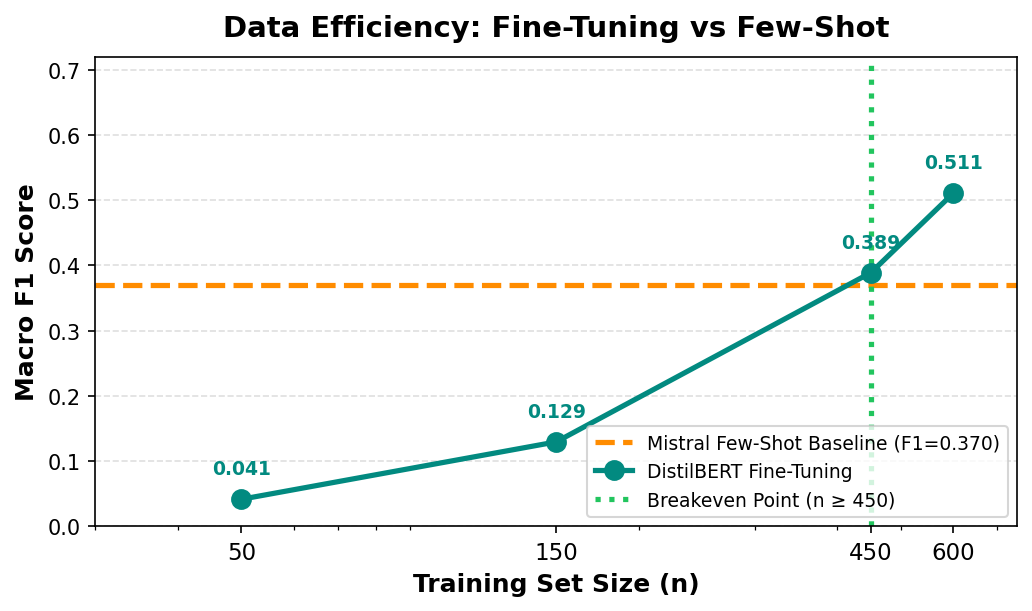 Data Efficiency: Fine-Tuning vs Few-Shot
Macro F1 Score
0.7
0.6
0.5
0.4
0.3
0.2
0.1
0.0
0.041
0.129
0.389
0.511
Mistral Few-Shot Baseline (F1=0.370)
DistilBERT Fine-Tuning
Breakeven Point (n ≥ 450)
50
150
450
600
Training Set Size (n)